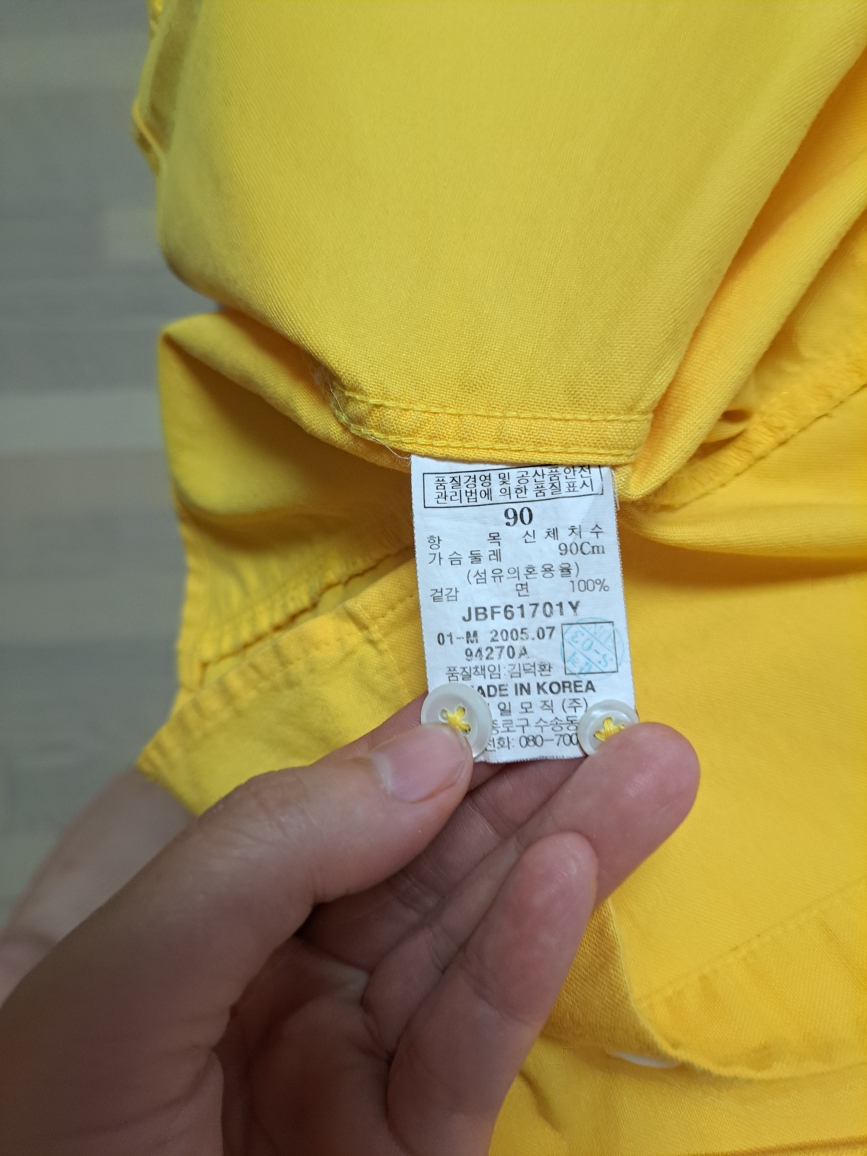 품질경영 및 공산품안전
관리법에 의한 품질표시
90
항 목 신체치수
가슴둘레 90Cm
(섬유의혼용율)
겉감 면 100%
JBF61701Y
01-M 2005.07
94270A
품질책임:김덕환
ADE IN KOREA
일모직 (주)
종로구 수송동
전화: 080-700